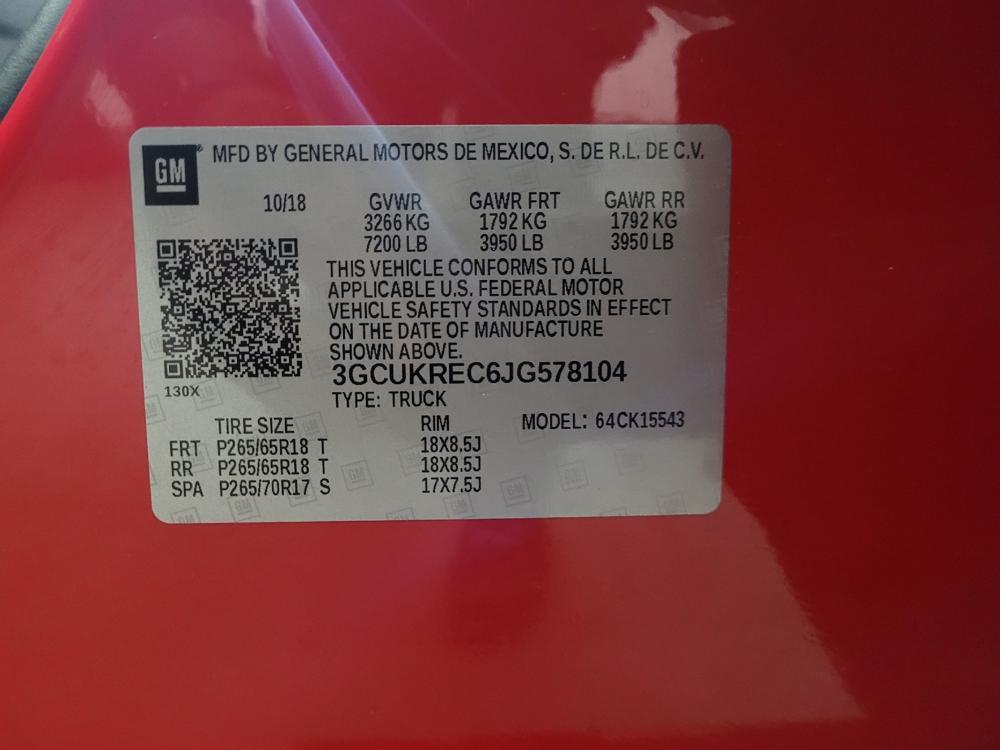 GM® MFD BY GENERAL MOTORS DE MEXICO, S. DE R.L. DE C.V.
10/18 GVWR GAWR FRT GAWR RR
3266 KG 1792 KG 1792 KG
7200 LB 3950 LB 3950 LB
THIS VEHICLE CONFORMS TO ALL
APPLICABLE U.S. FEDERAL MOTOR
VEHICLE SAFETY STANDARDS IN EFFECT
ON THE DATE OF MANUFACTURE
SHOWN ABOVE.
3GCUKREC6JG578104
130X
TYPE: TRUCK
TIRE SIZE RIM MODEL: 64CK15543
FRT P265/65R18 T 18X8.5J
RR P265/65R18 T 18X8.5J
SPA P265/70R17 S 17X7.5J